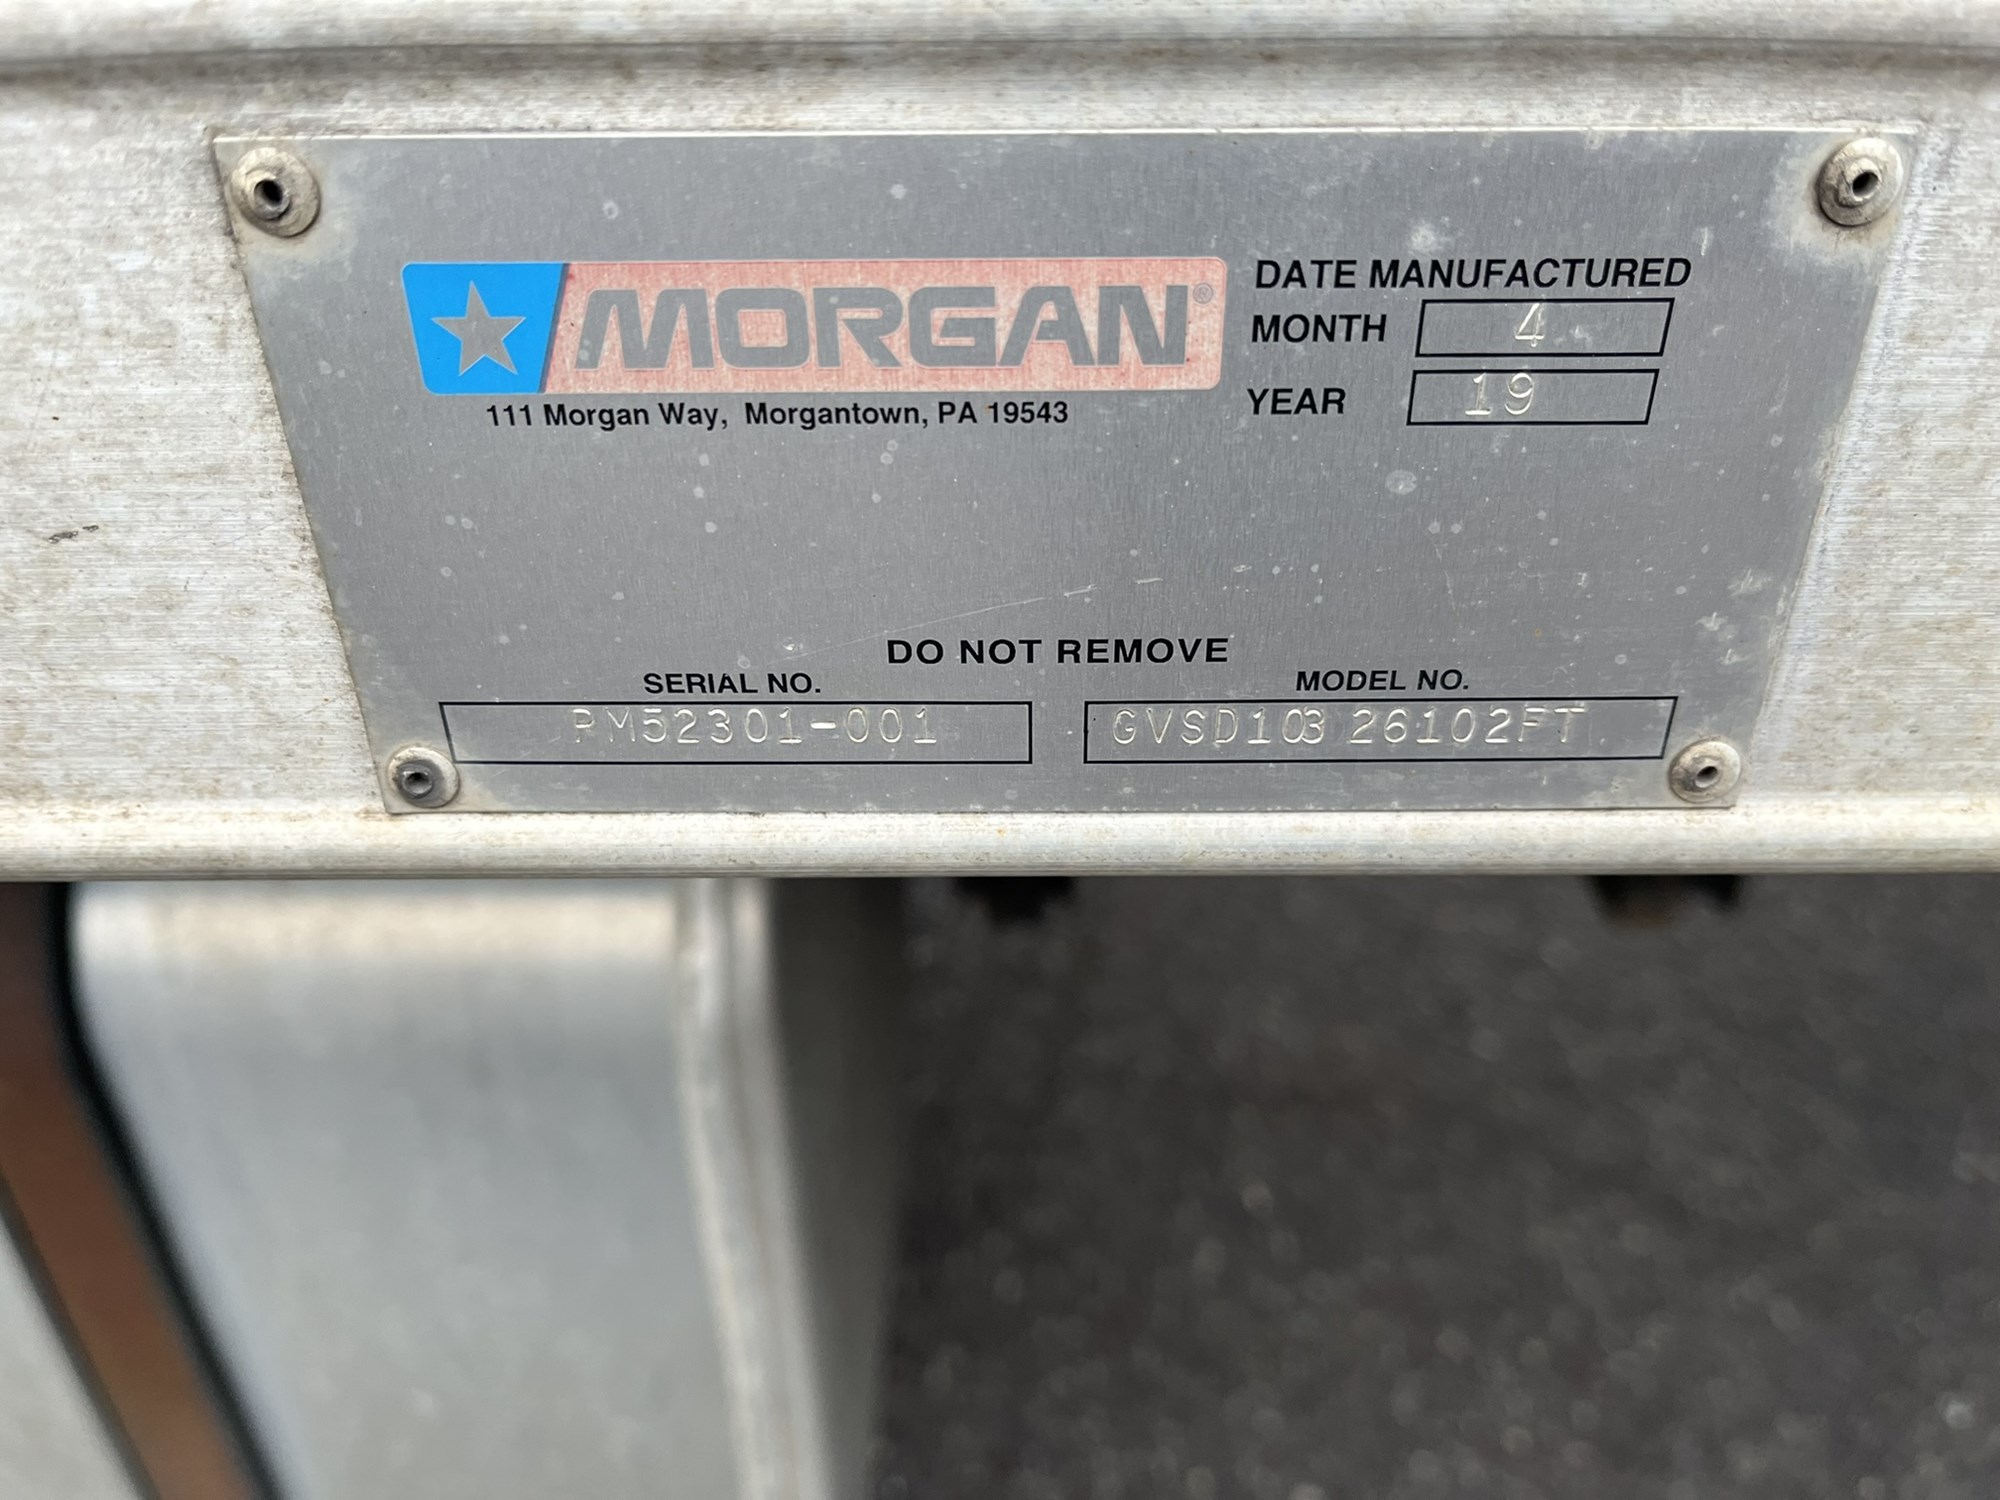 MORGAN®
111 Morgan Way, Morgantown, PA 19543
DATE MANUFACTURED
MONTH 4
YEAR 19
DO NOT REMOVE
SERIAL NO.
PM52301-001
MODEL NO.
GVSD103 26102FT